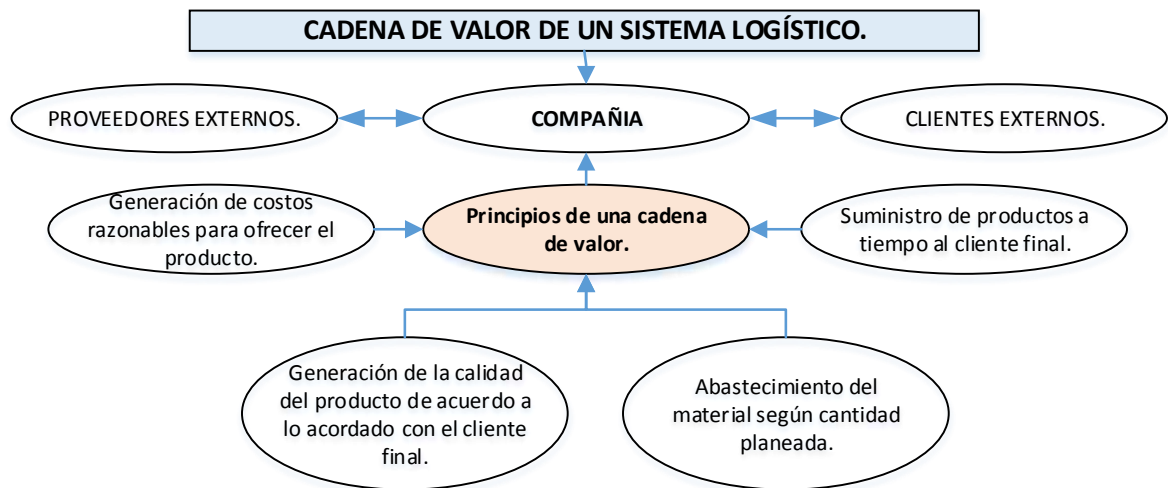 CADENA DE VALOR DE UN SISTEMA LOGÍSTICO.
PROVEEDORES EXTERNOS.
COMPAÑIA
CLIENTES EXTERNOS.
Generación de costos
razonables para ofrecer el
producto.
Principios de una cadena
de valor.
Suministro de productos a
tiempo al cliente final.
Generación de la calidad
del producto de acuerdo a
lo acordado con el cliente
final.
Abastecimiento del
material según cantidad
planeada.